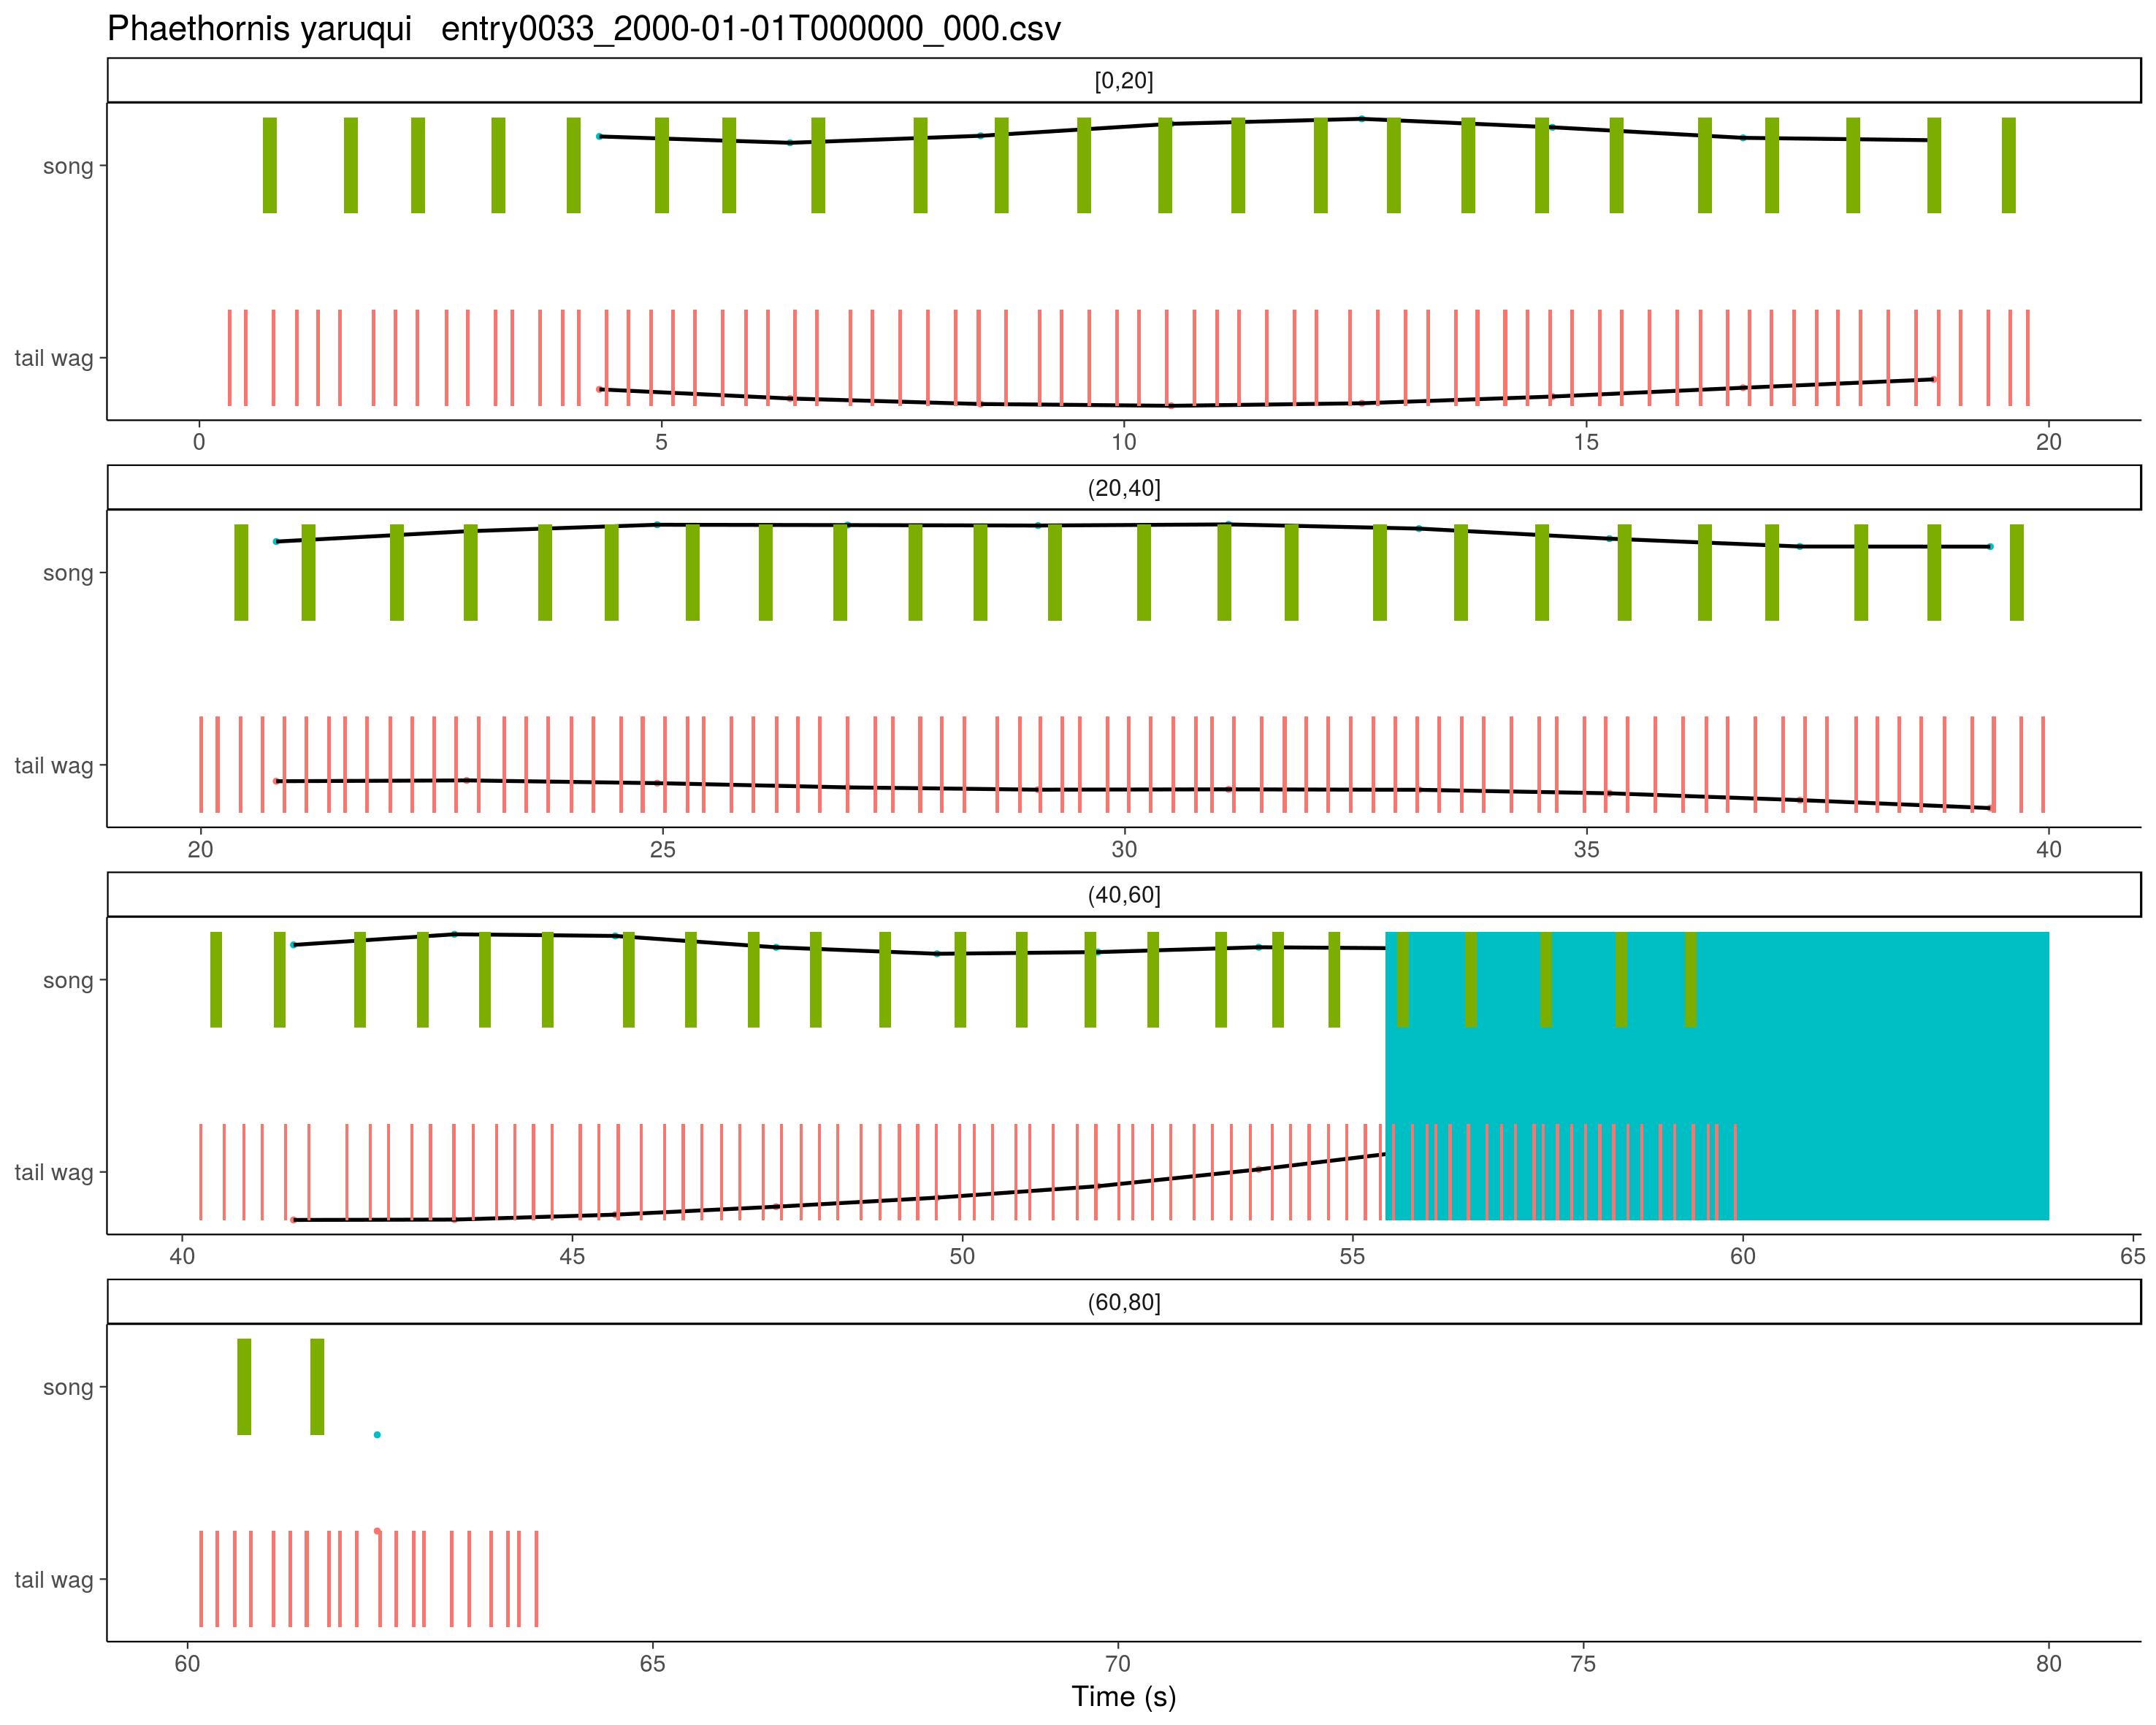 Phaethornis yaruqui   entry0033_2000-01-01T000000_000.csv
[0,20]
song
tail wag
0 5 10 15 20
(20,40]
song
tail wag
20 25 30 35 40
(40,60]
song
tail wag
40 45 50 55 60 65
(60,80]
song
tail wag
60 65 70 75 80
Time (s)